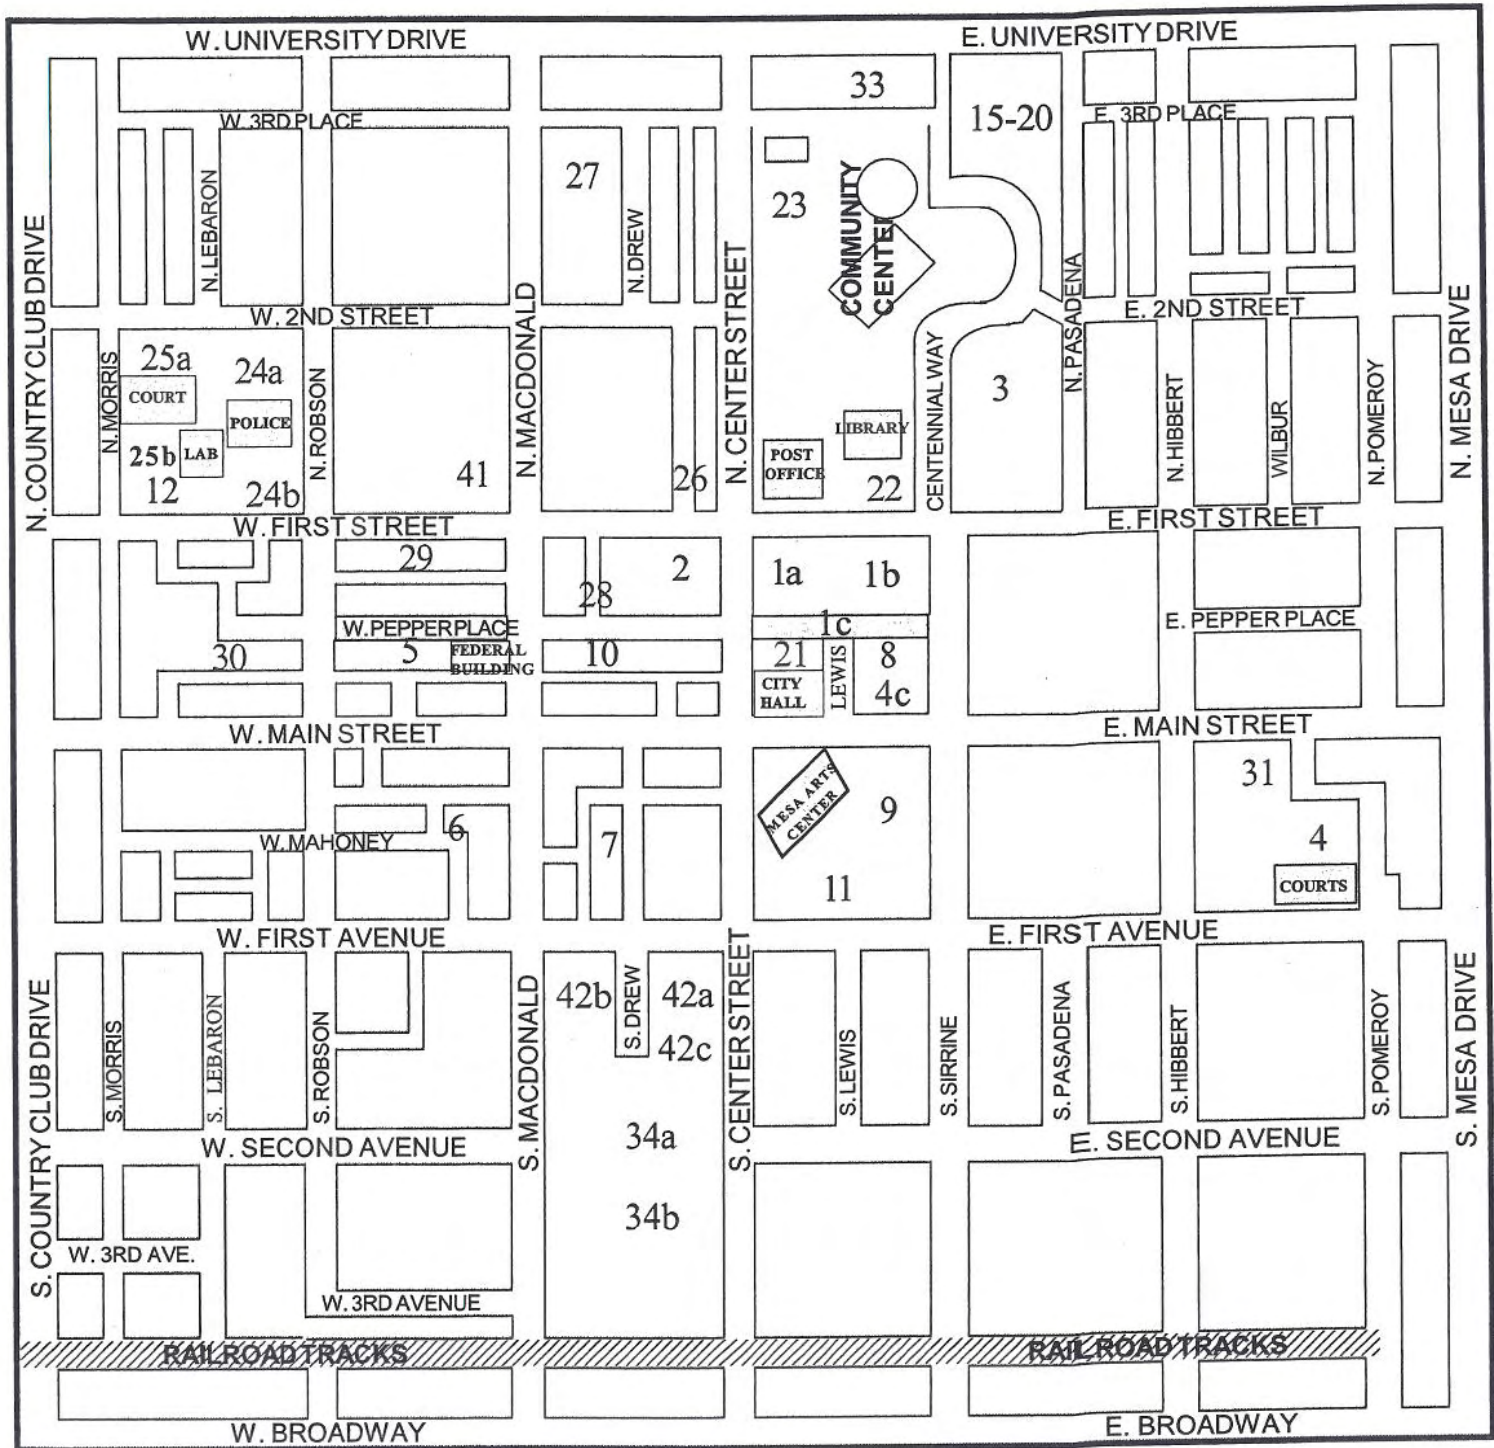 W. UNIVERSITY DRIVE
E. UNIVERSITY DRIVE
33
15-20
W. 3RD PLACE
E. 3RD PLACE
27
23
COMMUNITY
CENTER
N. LEBARON
N. DREW
N. COUNTRY CLUB DRIVE
N. MACDONALD
N. CENTER STREET
N. PASADENA
N. MESA DRIVE
W. 2ND STREET
E. 2ND STREET
25a
24a
COURT
POLICE
25b
LAB
12
24b
N. MORRIS
N. ROBSON
41
26
3
LIBRARY
POST
OFFICE
22
CENTENNIAL WAY
N. HIBBERT
WILBUR
N. POMEROY
W. FIRST STREET
E. FIRST STREET
29
28
2
1a
1b
1c
W. PEPPER PLACE
E. PEPPER PLACE
30
5
FEDERAL
BUILDING
10
21
CITY
HALL
LEWIS
8
4c
W. MAIN STREET
E. MAIN STREET
31
MESA ARTS
CENTER
9
6
7
4
W. MAHONEY
11
COURTS
W. FIRST AVENUE
E. FIRST AVENUE
42b
42a
42c
S. DREW
S. COUNTRY CLUB DRIVE
S. MORRIS
S. LEBARON
S. ROBSON
S. MACDONALD
S. CENTER STREET
S. LEWIS
S. SIRRINE
S. PASADENA
S. HIBBERT
S. POMEROY
S. MESA DRIVE
34a
W. SECOND AVENUE
E. SECOND AVENUE
34b
W. 3RD AVE.
W. 3RD AVENUE
RAILROAD TRACKS
RAILROAD TRACKS
W. BROADWAY
E. BROADWAY